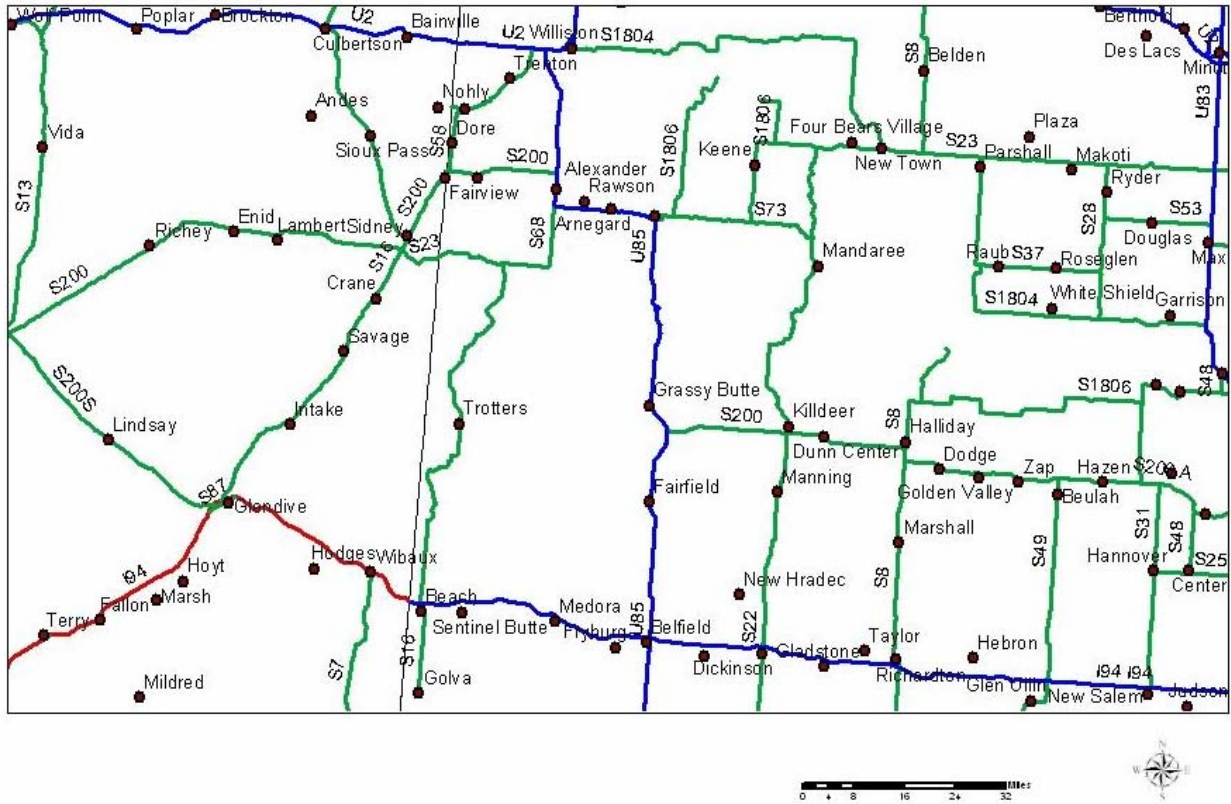 Wolf Point
Poplar
Brockton
U2
Bainville
Culbertson
U2 Williston
S1804
S8
Belden
Berthold
Des Lacs
Minot
U83
Trenton
Nohly
Andes
Dore
S58
Sioux Pass
Vida
S13
S1806
S1806
Four Bears Village
Plaza
S23
New Town
Parshall
Makoti
Keene
S200
Alexander
Rawson
Fairview
S200
Ryder
S28
S53
Arnegard
S73
Douglas
Max
Enid
Lambert
Sidney
Richey
S16
S23
S68
U85
Mandaree
Raub
S37
Roseglen
S200
Crane
White Shield
Garrison
S1804
Savage
S200S
S48
S1806
Grassy Butte
Intake
Trotters
S200
Killdeer
S8
Halliday
Lindsay
Dunn Center
Dodge
Zap
Hazen
S200A
Manning
Golden Valley
Beulah
S87
Glendive
Fairfield
S31
S48
Marshall
S49
Hodges
Wibaux
Hannover
S25
I94
Hoyt
Center
Marsh
Fallon
New Hradec
Terry
Beach
Medora
U85
Sentinel Butte
Fryburg
Belfield
S22
S8
Gladstone
Taylor
Hebron
S7
S16
Dickinson
Richardton
I94
I94
Mildred
Golva
Glen Ullin
New Salem
Judson
N
W
E
S
0 4 8 16 24 32 Miles